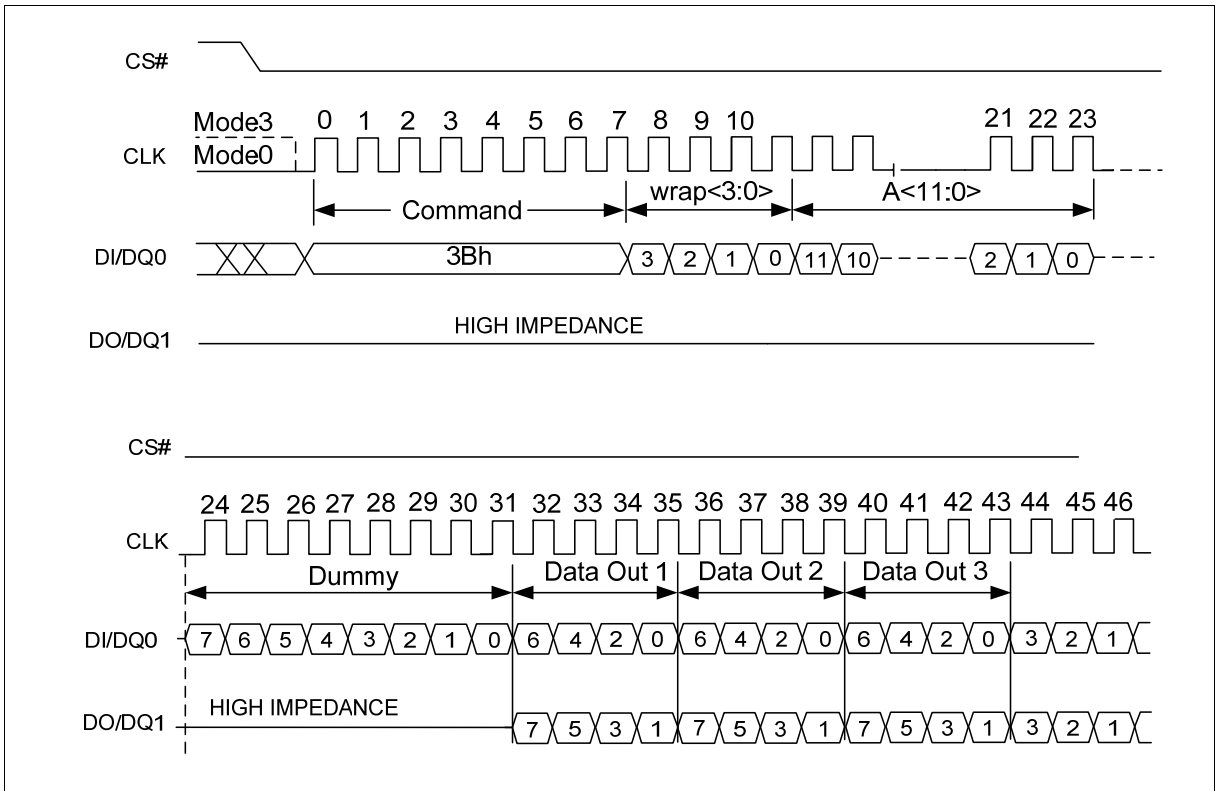 CS#
Mode3 0 1 2 3 4 5 6 7 8 9 10 21 22 23
CLK Mode0
Command wrap<3:0> A<11:0>
DI/DQ0 3Bh 3 2 1 0 11 10 2 1 0
HIGH IMPEDANCE
DO/DQ1
CS#
24 25 26 27 28 29 30 31 32 33 34 35 36 37 38 39 40 41 42 43 44 45 46
CLK
Dummy Data Out 1 Data Out 2 Data Out 3
DI/DQ0 7 6 5 4 3 2 1 0 6 4 2 0 6 4 2 0 6 4 2 0 3 2 1
HIGH IMPEDANCE
DO/DQ1 7 5 3 1 7 5 3 1 7 5 3 1 3 2 1